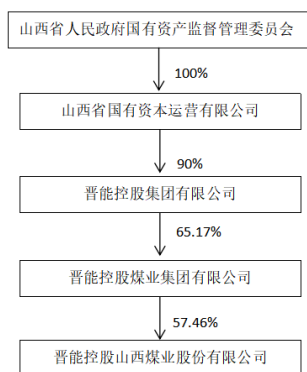 山西省人民政府国有资产监督管理委员会
100%
山西省国有资本运营有限公司
90%
晋能控股集团有限公司
65.17%
晋能控股煤业集团有限公司
57.46%
晋能控股山西煤业股份有限公司